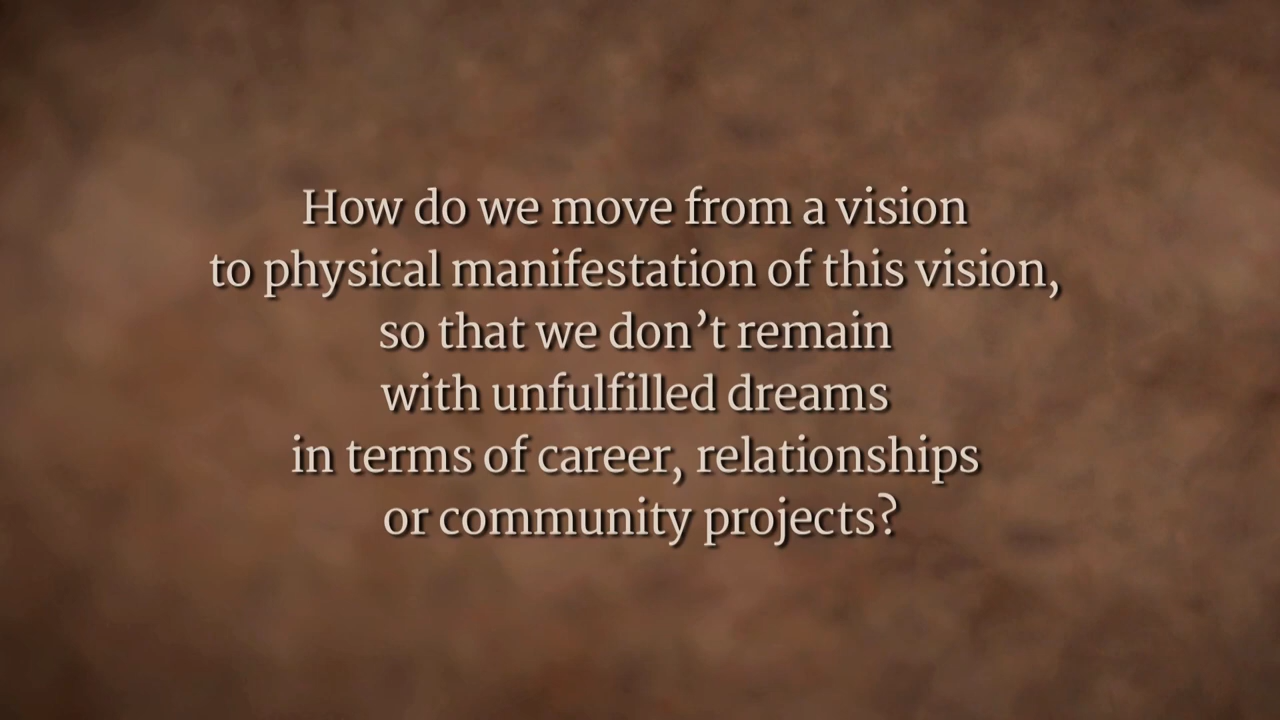 How do we move from a vision
to physical manifestation of this vision,
so that we don’t remain
with unfulfilled dreams
in terms of career, relationships
or community projects?